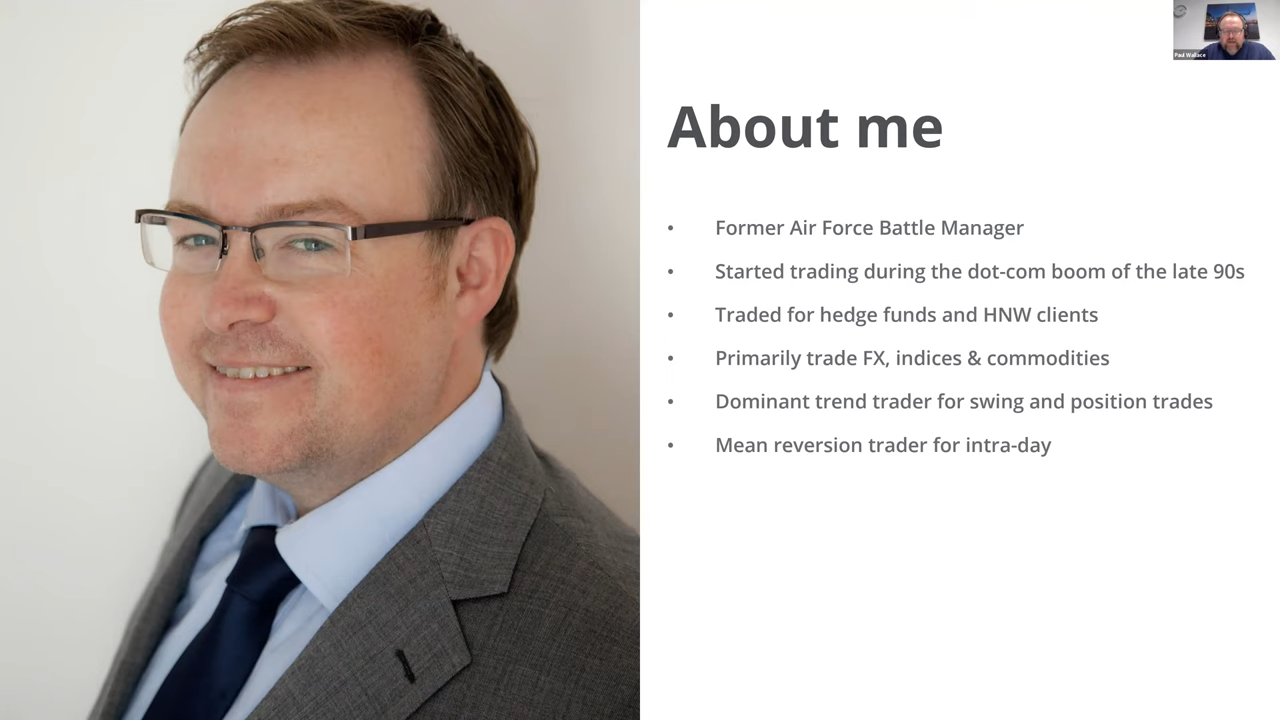 Paul Wallace
About me
• Former Air Force Battle Manager
• Started trading during the dot-com boom of the late 90s
• Traded for hedge funds and HNW clients
• Primarily trade FX, indices & commodities
• Dominant trend trader for swing and position trades
• Mean reversion trader for intra-day